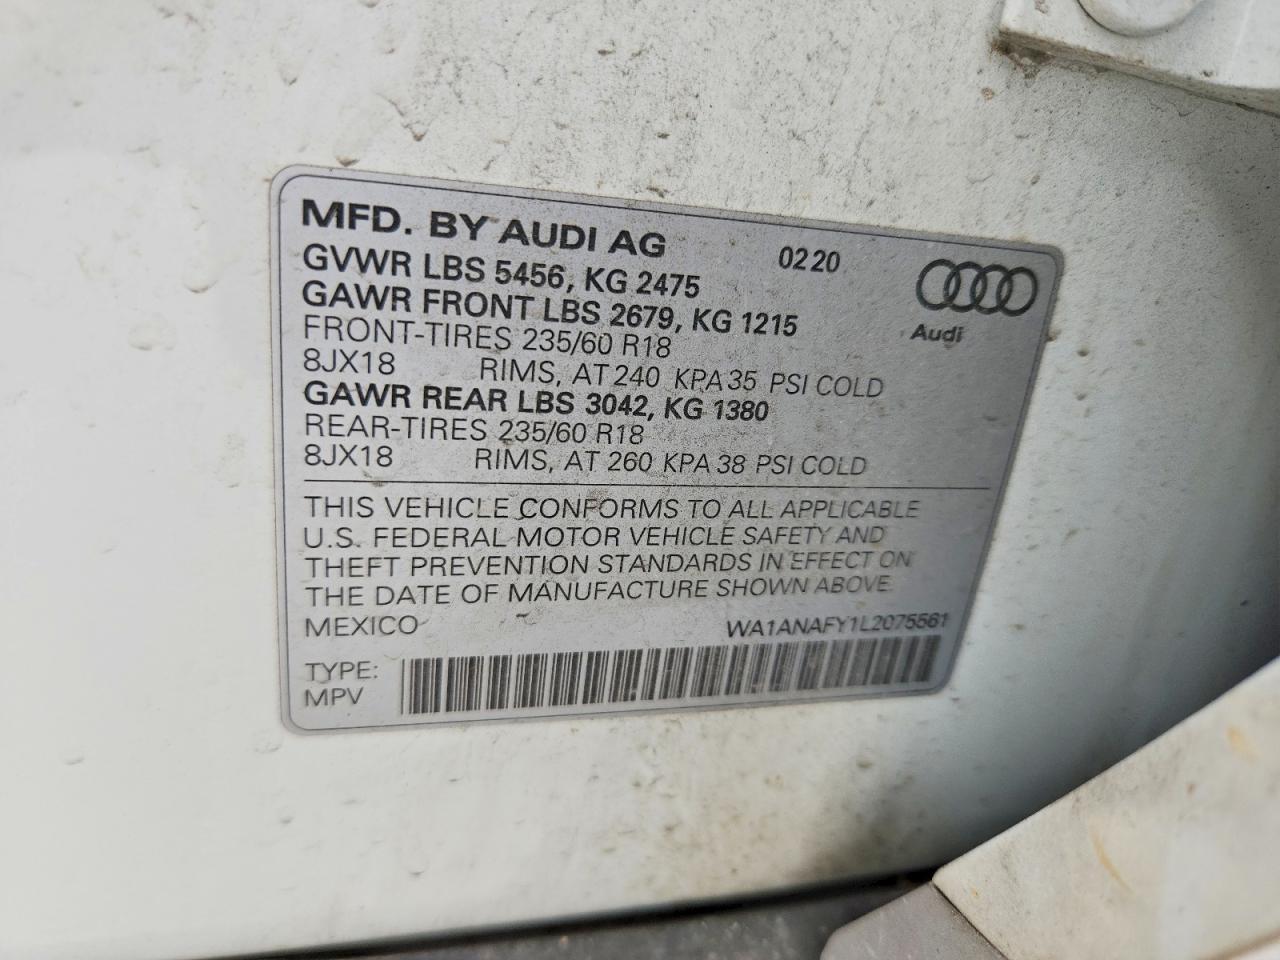 MFD. BY AUDI AG 02 20
GVWR LBS 5456, KG 2475
GAWR FRONT LBS 2679, KG 1215
Audi
FRONT-TIRES 235/60 R18
8JX18 RIMS, AT 240 KPA 35 PSI COLD
GAWR REAR LBS 3042, KG 1380
REAR-TIRES 235/60 R18
8JX18 RIMS, AT 260 KPA 38 PSI COLD
THIS VEHICLE CONFORMS TO ALL APPLICABLE
U.S. FEDERAL MOTOR VEHICLE SAFETY AND
THEFT PREVENTION STANDARDS IN EFFECT ON
THE DATE OF MANUFACTURE SHOWN ABOVE.
MEXICO WA1ANAFY1L2075561
TYPE:
MPV